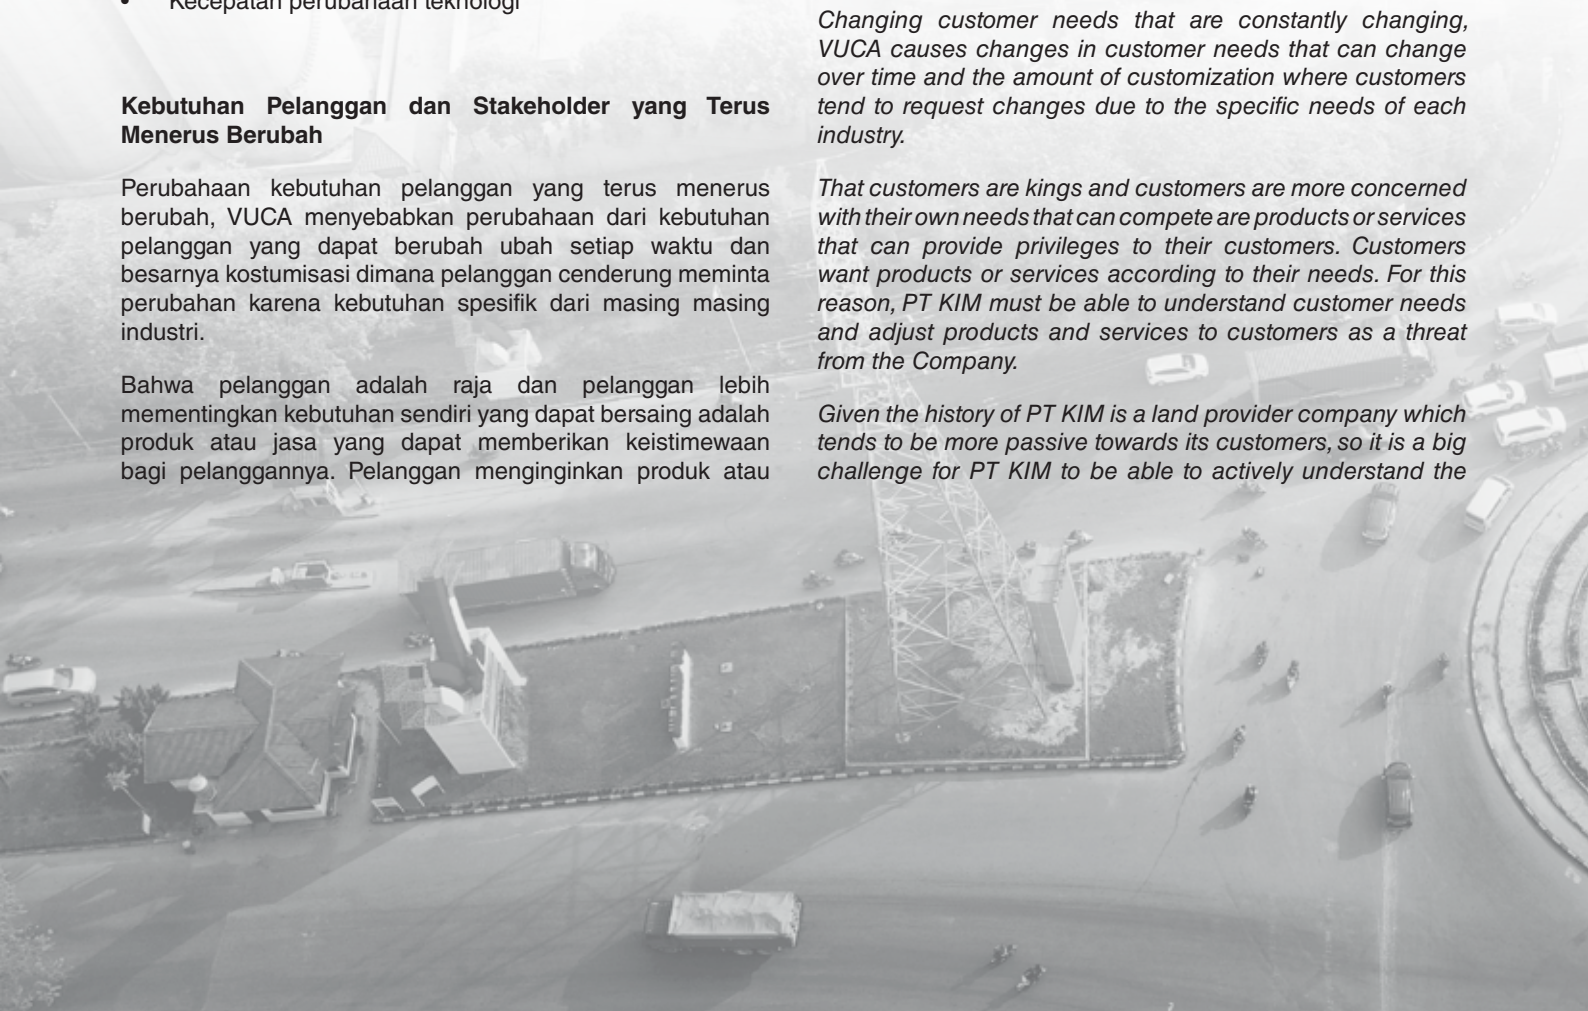 • Kecepatan perubahaan teknologi
Kebutuhan Pelanggan dan Stakeholder yang Terus
Menerus Berubah
Perubahaan kebutuhan pelanggan yang terus menerus
berubah, VUCA menyebabkan perubahaan dari kebutuhan
pelanggan yang dapat berubah ubah setiap waktu dan
besarnya kostumisasi dimana pelanggan cenderung meminta
perubahan karena kebutuhan spesifik dari masing masing
industri.
Bahwa pelanggan adalah raja dan pelanggan lebih
mementingkan kebutuhan sendiri yang dapat bersaing adalah
produk atau jasa yang dapat memberikan keistimewaan
bagi pelanggannya. Pelanggan menginginkan produk atau
Changing customer needs that are constantly changing,
VUCA causes changes in customer needs that can change
over time and the amount of customization where customers
tend to request changes due to the specific needs of each
industry.
That customers are kings and customers are more concerned
with their own needs that can compete are products or services
that can provide privileges to their customers. Customers
want products or services according to their needs. For this
reason, PT KIM must be able to understand customer needs
and adjust products and services to customers as a threat
from the Company.
Given the history of PT KIM is a land provider company which
tends to be more passive towards its customers, so it is a big
challenge for PT KIM to be able to actively understand the